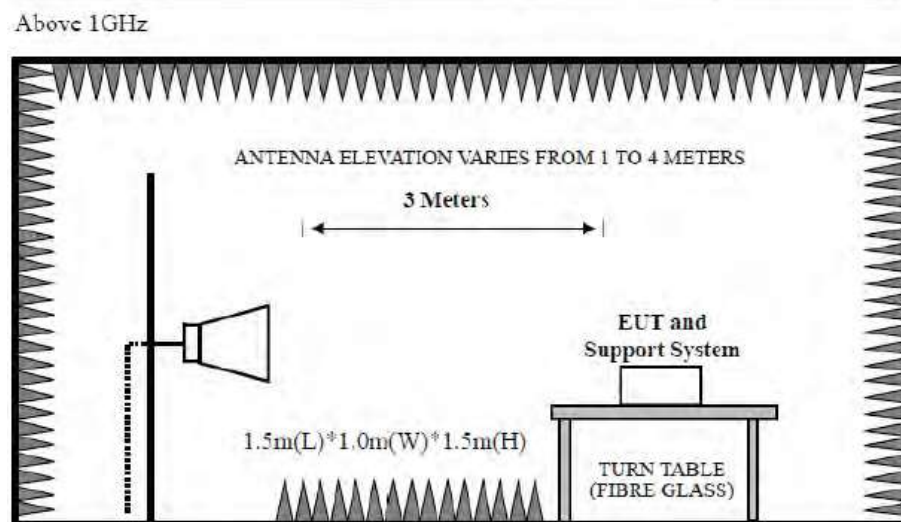 Above 1GHz
ANTENNA ELEVATION VARIES FROM 1 TO 4 METERS
3 Meters
EUT and
Support System
1.5m(L)*1.0m(W)*1.5m(H)
TURN TABLE
(FIBRE GLASS)